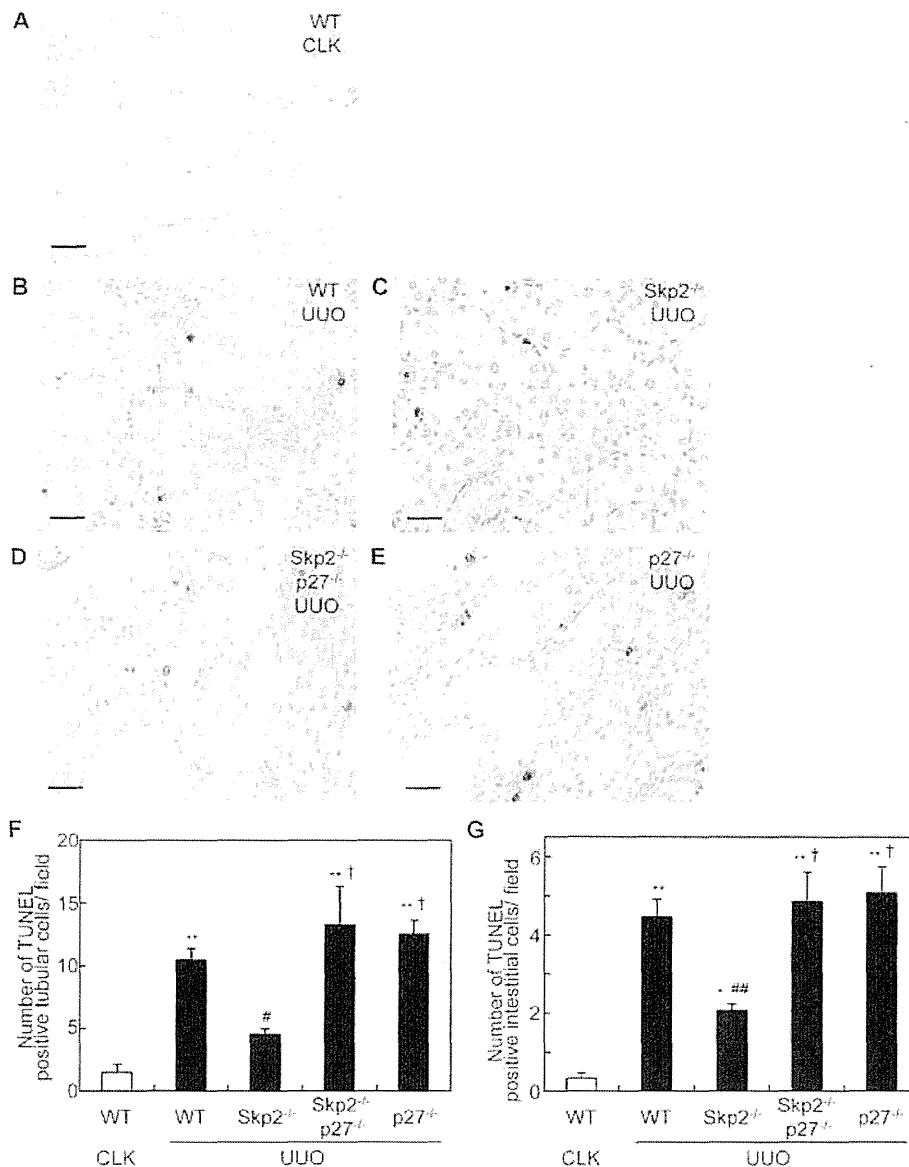 A
WT
CLK
B
WT
UUO
C
Skp2-/-
UUO
D
Skp2-/-
p27-/-
UUO
E
p27-/-
UUO
F
Number of TUNEL
positive tubular cells/ field
20
15
10
5
0
**
#
** †
** †
WT
WT
Skp2-/-
Skp2-/-
p27-/-
p27-/-
CLK
UUO
G
Number of TUNEL
positive intestitial cells/ field
6
4
2
0
**
* ##
** †
** †
WT
WT
Skp2-/-
Skp2-/-
p27-/-
p27-/-
CLK
UUO